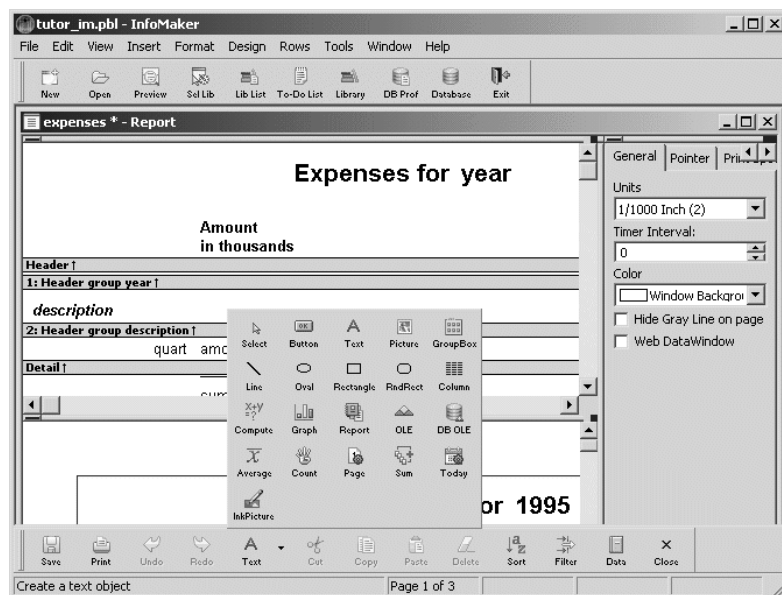 tutor_im.pbl - InfoMaker
File Edit View Insert Format Design Rows Tools Window Help
New Open Preview Sel Lib Lib List To-Do List Library DB Prof Database Exit
expenses * - Report
Expenses for year
Amount
in thousands
Header ↑
1: Header group year ↑
description
2: Header group description ↑
quart amo
Detail ↑
Select Button Text Picture GroupBox
Line Oval Rectangle RndRect Column
X+Y
=?
Compute Graph Report OLE DB OLE
Average Count Page Sum Today
InkPicture
or 1995
General Pointer
Units
1/1000 Inch (2)
Timer Interval:
0
Color
Window Backgrou
Hide Gray Line on page
Web DataWindow
Save Print Undo Redo Text Cut Copy Paste Delete Sort Filter Data Close
Create a text object Page 1 of 3